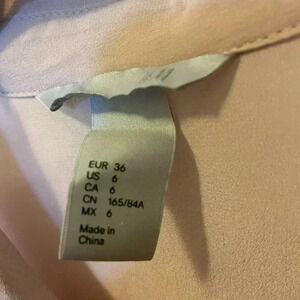 EUR 36
US 6
CA 6
CN 165/84A
MX 6
Made in
China